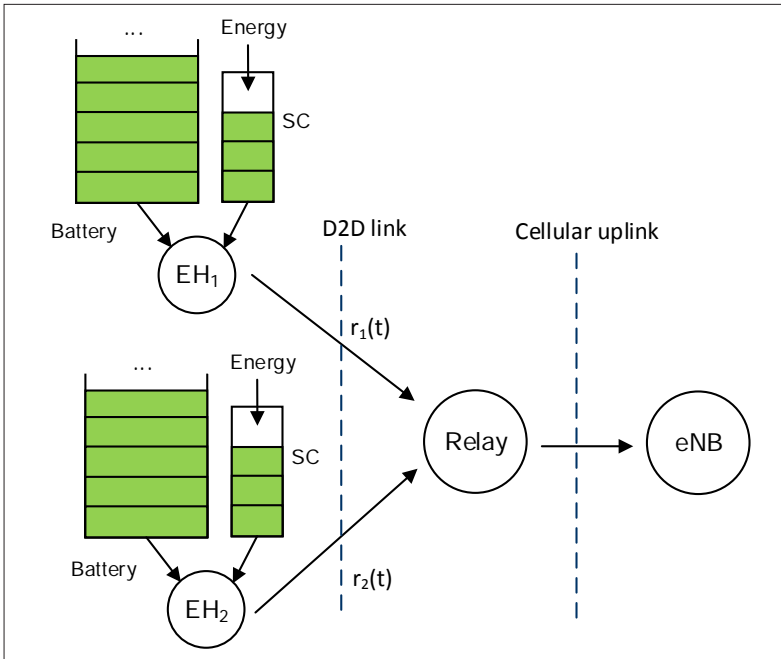 ...
Energy
SC
Battery
EH₁
D2D link
Cellular uplink
r₁(t)
...
Energy
SC
Relay
eNB
Battery
EH₂
r₂(t)